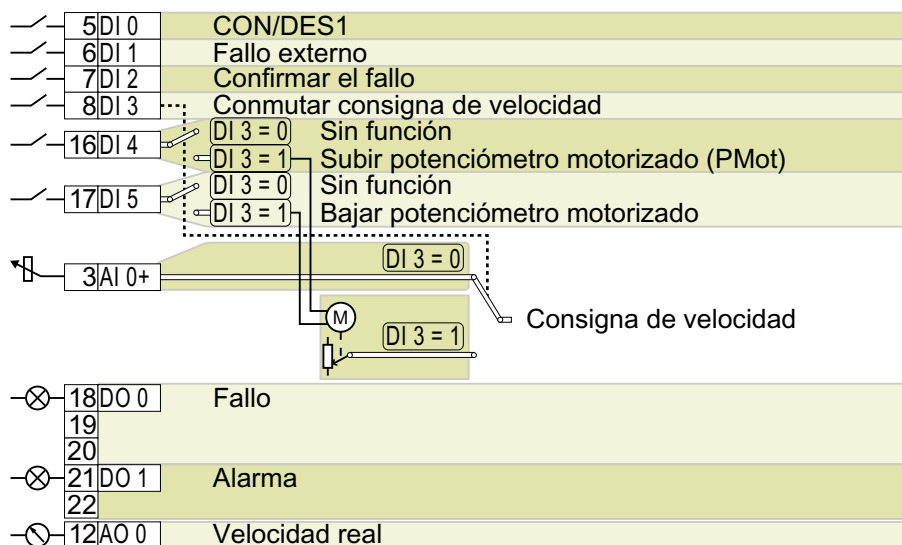 5 DI 0 CON/DES1
6 DI 1 Fallo externo
7 DI 2 Confirmar el fallo
8 DI 3 Conmutar consigna de velocidad
16 DI 4 DI 3 = 0 Sin función
DI 3 = 1 Subir potenciómetro motorizado (PMot)
17 DI 5 DI 3 = 0 Sin función
DI 3 = 1 Bajar potenciómetro motorizado
3 AI 0+ DI 3 = 0
M Consigna de velocidad
DI 3 = 1
18 DO 0 Fallo
19
20
21 DO 1 Alarma
22
12 AO 0 Velocidad real